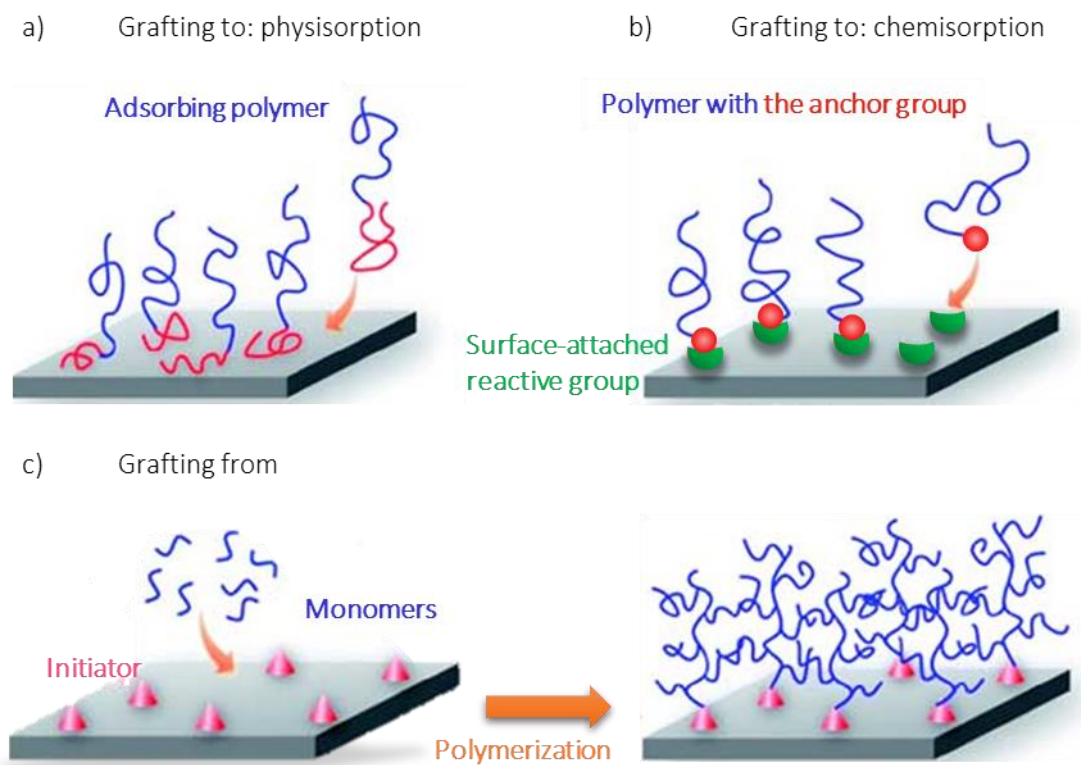 a) Grafting to: physisorption
b) Grafting to: chemisorption
Adsorbing polymer
Polymer with the anchor group
Surface-attached
reactive group
c) Grafting from
Monomers
Initiator
Polymerization